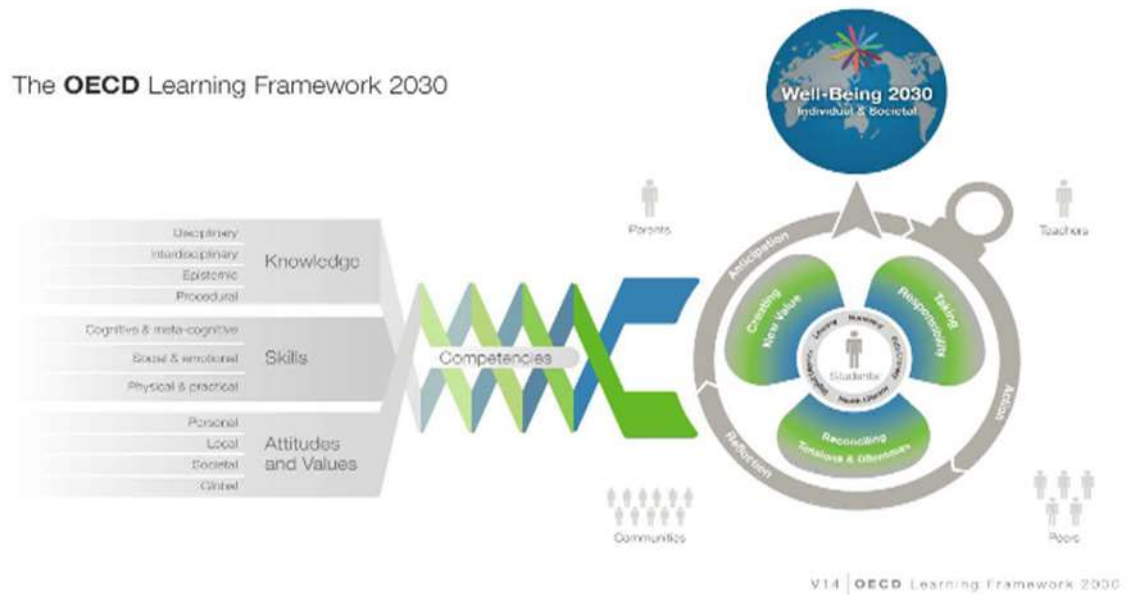 The OECD Learning Framework 2030
Well-Being 2030
Individual & Societal
Parents
Teachers
Disciplinary
Interdisciplinary
Epistemic
Procedural
Knowledge
Cognitive & meta-cognitive
Social & emotional
Physical & practical
Skills
Personal
Local
Societal
Global
Attitudes
and Values
Competencies
Anticipation
Action
Reflection
Creating
New Value
Taking
Responsibility
Reconciling
Tensions & Dilemmas
Students
Literacy
Numeracy
Communities
Peers
V14 | OECD Learning Framework 2030